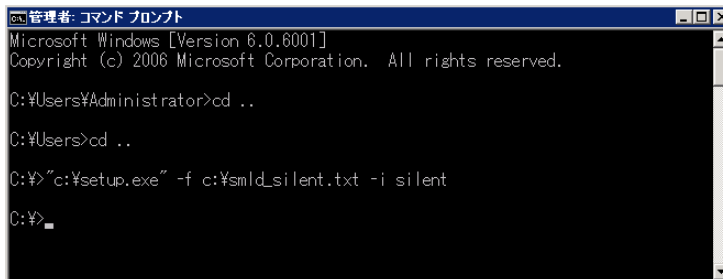 管理者: コマンド プロンプト
Microsoft Windows [Version 6.0.6001]
Copyright (c) 2006 Microsoft Corporation.  All rights reserved.
C:¥Users¥Administrator>cd ..
C:¥Users>cd ..
C:¥>"c:¥setup.exe" -f c:¥smld_silent.txt -i silent
C:¥>